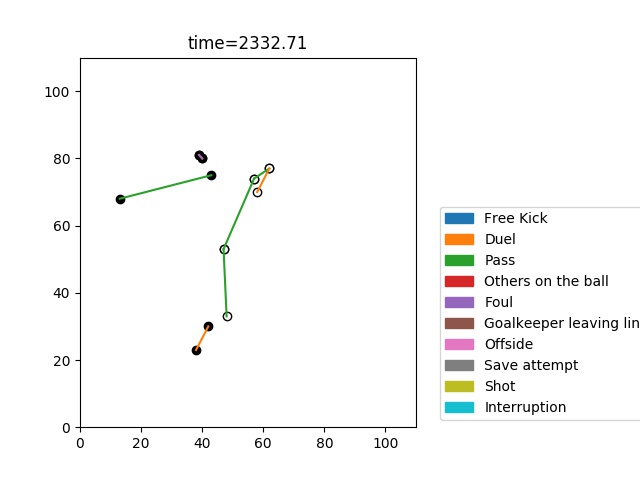 time=2332.71
100
80
60
40
20
0
0 20 40 60 80 100
Free Kick
Duel
Pass
Others on the ball
Foul
Goalkeeper leaving lin
Offside
Save attempt
Shot
Interruption